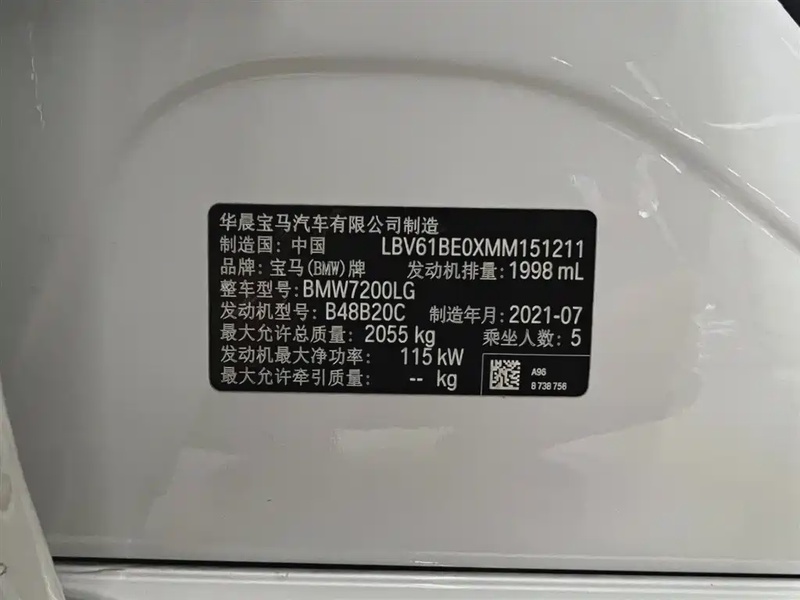 华晨宝马汽车有限公司制造
制造国: 中国 LBV61BE0XMM151211
品牌: 宝马(BMW)牌 发动机排量: 1998 mL
整车型号: BMW7200LG
发动机型号: B48B20C 制造年月: 2021-07
最大允许总质量: 2055 kg 乘坐人数: 5
发动机最大净功率: 115 kW
最大允许牵引质量: -- kg
A96
8 738 756